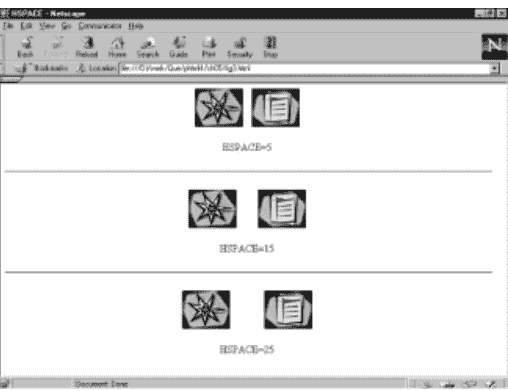 HSPACE - Netscape
File Edit View Go Communicator Help
Back Forward Reload Home Search Guide Print Security Stop
Bookmarks Location:
N
HSPACE=5
HSPACE=15
HSPACE=25
Document: Done